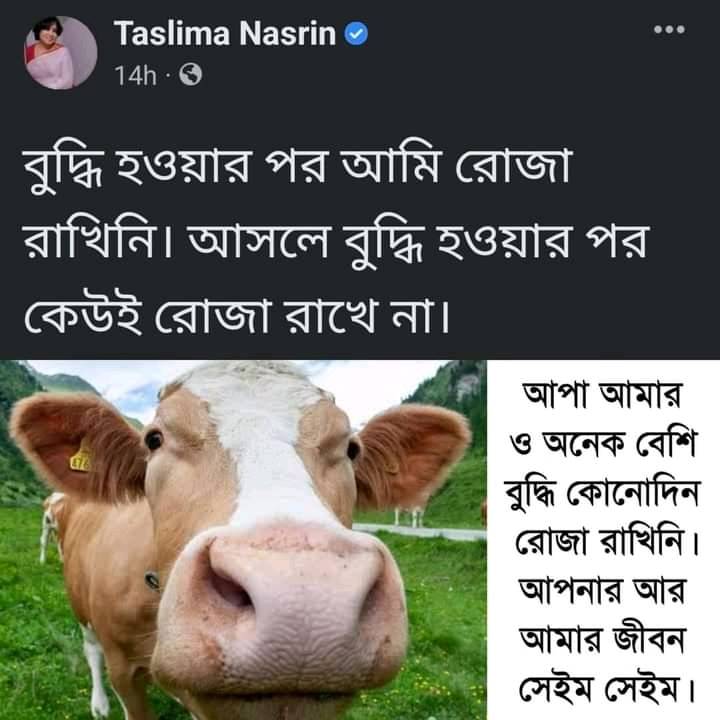 Taslima Nasrin
14h ·
বুদ্ধি হওয়ার পর আমি রোজা
রাখিনি। আসলে বুদ্ধি হওয়ার পর
কেউই রোজা রাখে না।
আপা আমার
ও অনেক বেশি
বুদ্ধি কোনোদিন
রোজা রাখিনি।
আপনার আর
আমার জীবন
সেইম সেইম।